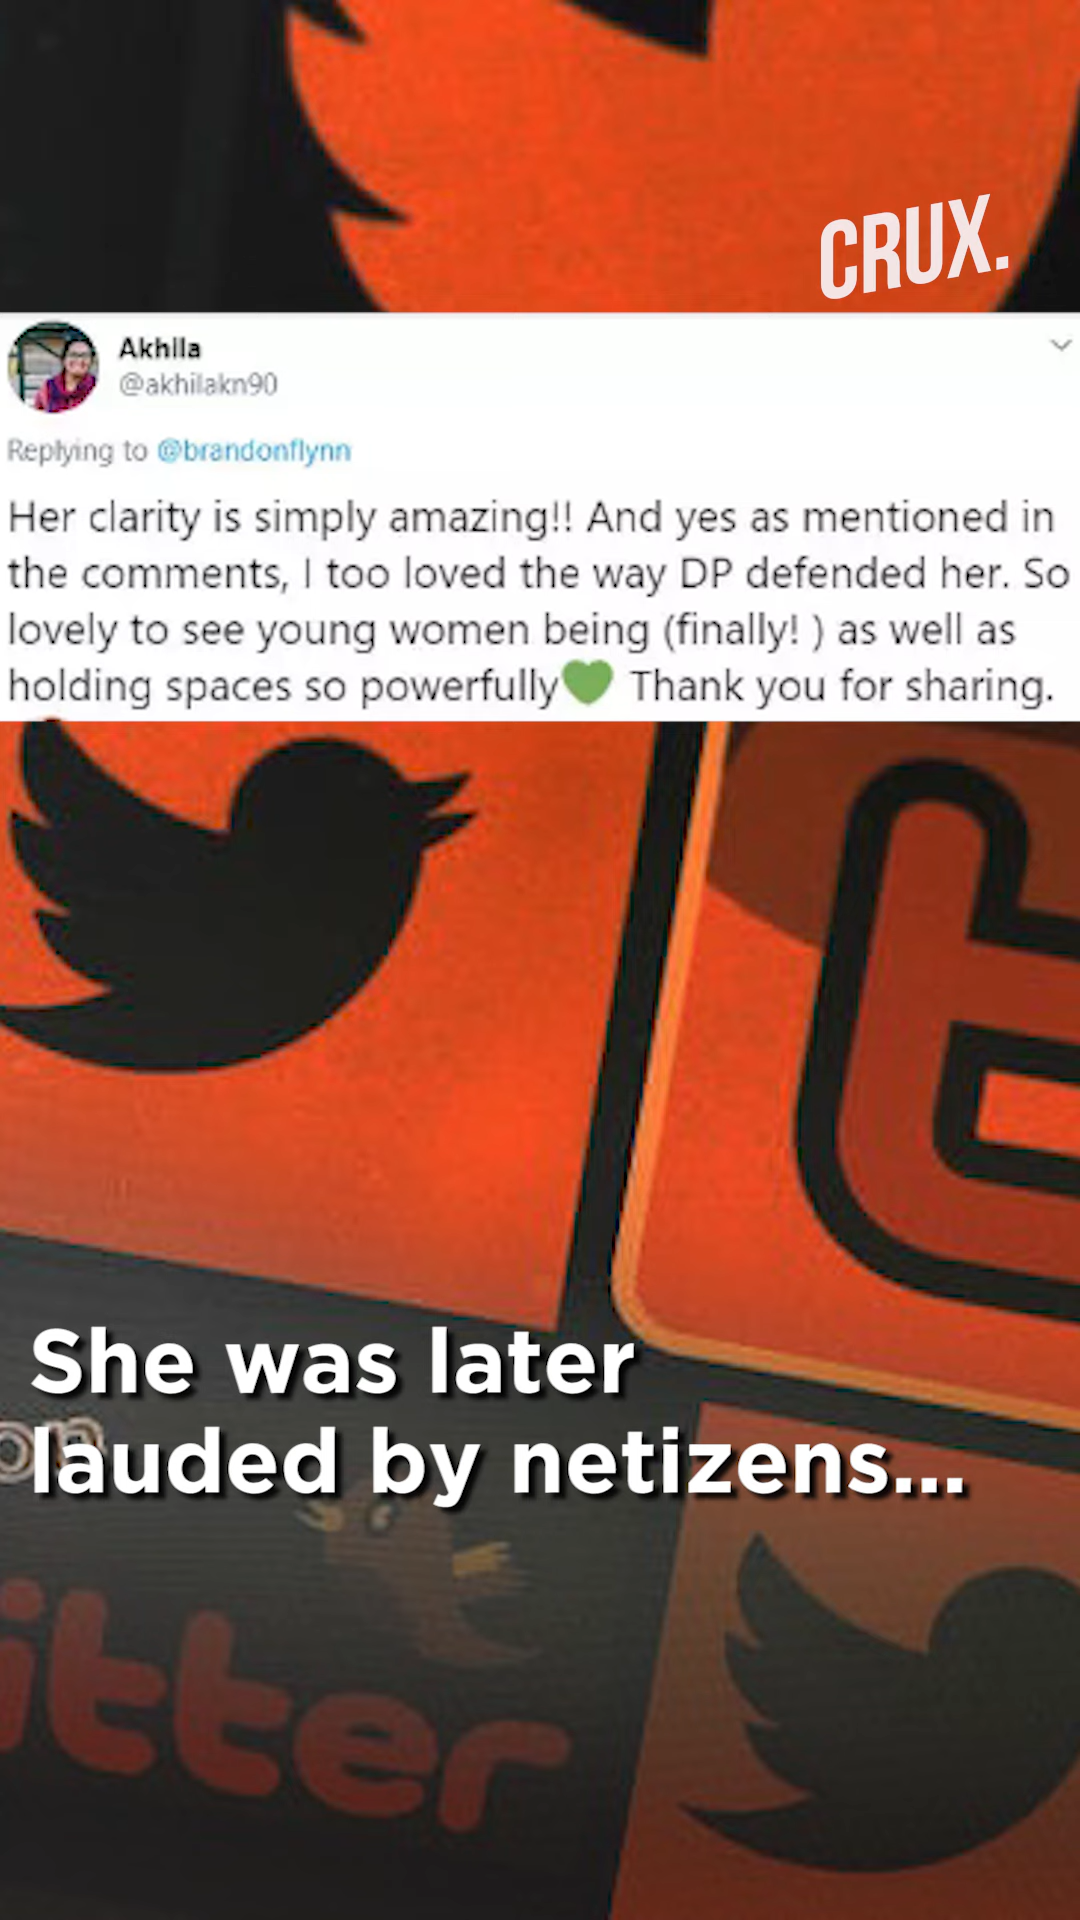 CRUX.
Akhila
@akhilakn90
Replying to @brandonflynn
Her clarity is simply amazing!! And yes as mentioned in
the comments, I too loved the way DP defended her. So
lovely to see young women being (finally! ) as well as
holding spaces so powerfully💚 Thank you for sharing.
She was later
on
lauded by netizens...
itter